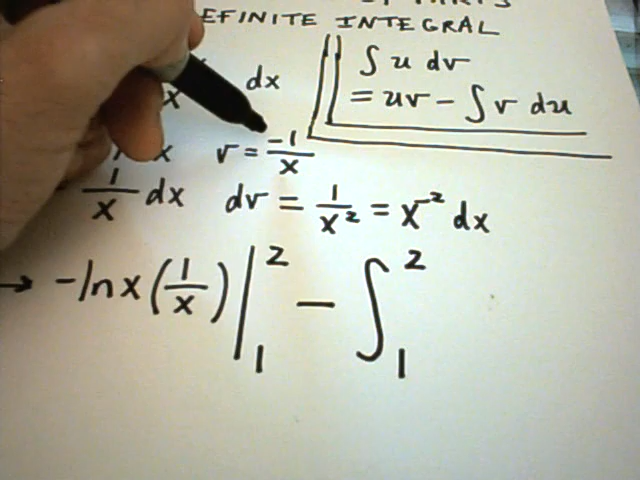 EFINITE INTEGRAL
∫ u dv
dx
= uv - ∫ v du
x
x v = -1/x
1/x dx dv = 1/x² = x⁻² dx
→ -ln x (1/x) |₁² - ∫₁²